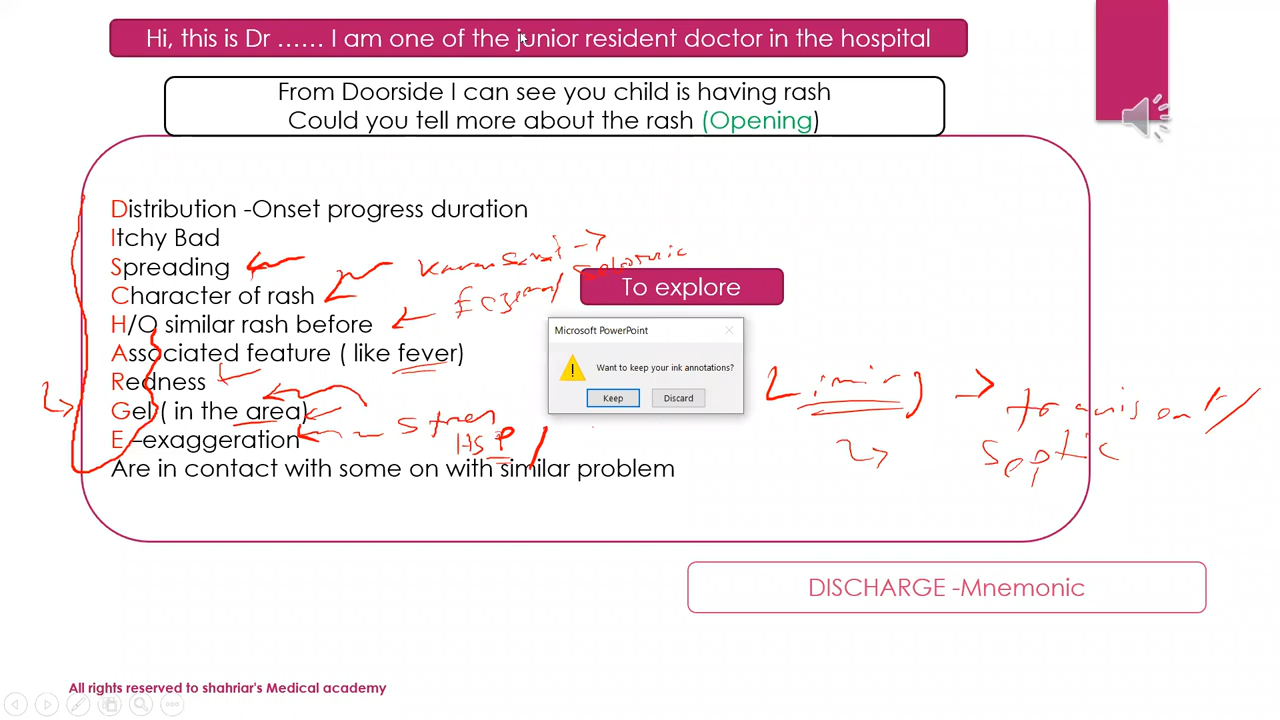 Hi, this is Dr …… I am one of the junior resident doctor in the hospital
From Doorside I can see you child is having rash
Could you tell more about the rash (Opening)
Distribution -Onset progress duration
Itchy Bad
Spreading
Character of rash
H/O similar rash before
Associated feature ( like fever)
Redness
Gel ( in the area)
E –exaggeration
Are in contact with some on with similar problem
To explore
Microsoft PowerPoint
Want to keep your ink annotations?
Keep
Discard
HSP
Septic
DISCHARGE -Mnemonic
All rights reserved to shahriar's Medical academy